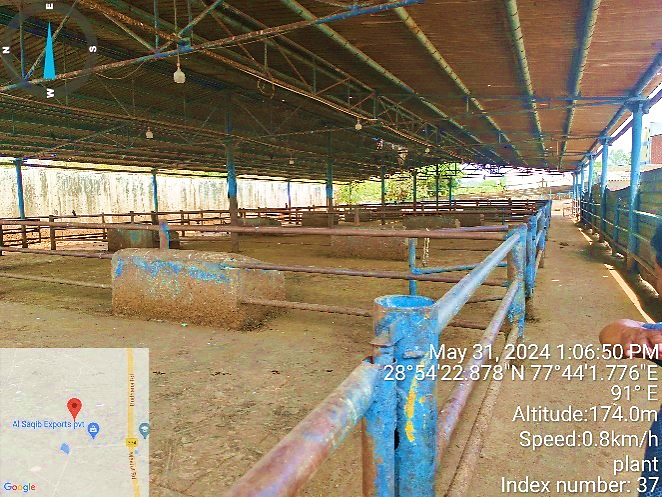 N
E
S
W
May 31, 2024 1:06:50 PM
28°54'22.878"N 77°44'1.776"E
91° E
Altitude:174.0m
Speed:0.8km/h
plant
Index number: 37
Al Saqib Exports pvt
Google